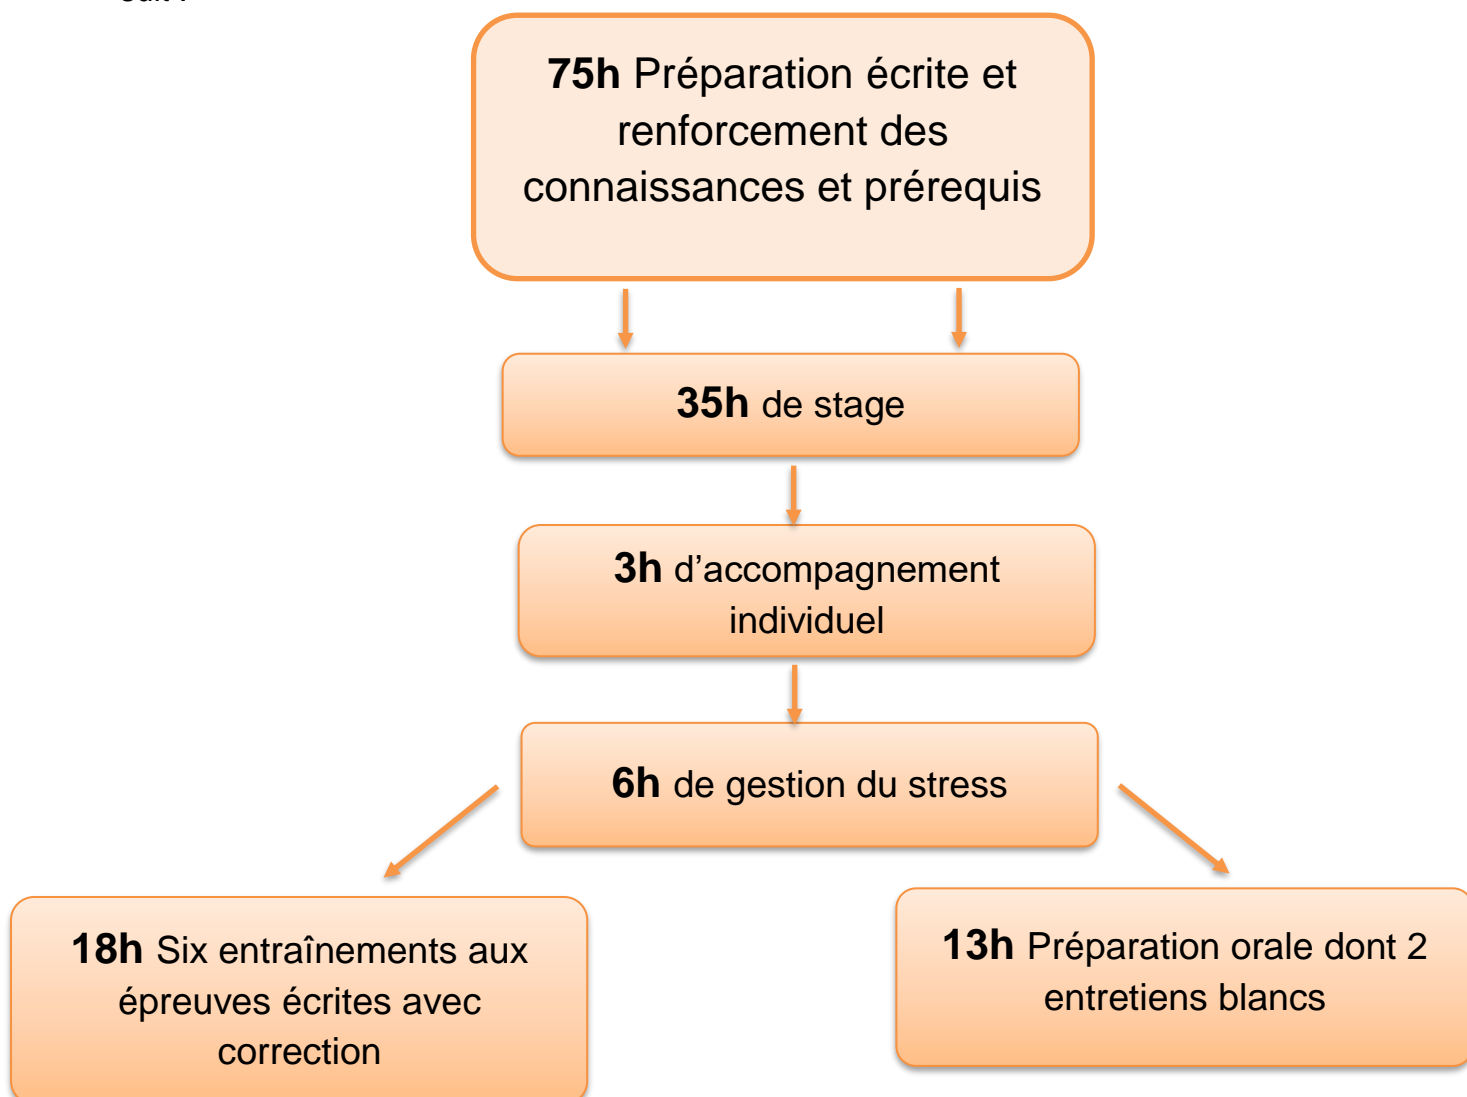 75h Préparation écrite et
renforcement des
connaissances et prérequis
35h de stage
3h d’accompagnement
individuel
6h de gestion du stress
18h Six entraînements aux
épreuves écrites avec
correction
13h Préparation orale dont 2
entretiens blancs